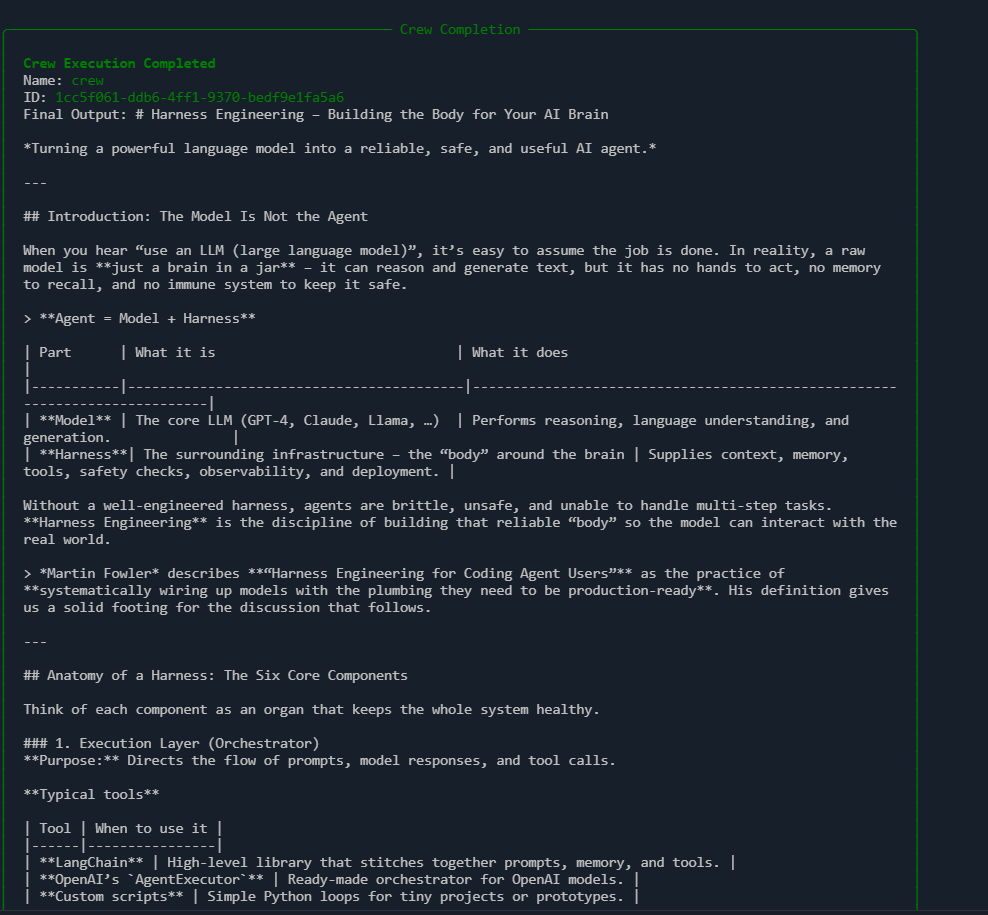 Crew Completion
Crew Execution Completed
Name: crew
ID: 1cc5f061-ddb6-4ff1-9370-bedf9e1fa5a6
Final Output: # Harness Engineering – Building the Body for Your AI Brain
*Turning a powerful language model into a reliable, safe, and useful AI agent.*
---
## Introduction: The Model Is Not the Agent
When you hear “use an LLM (large language model)”, it’s easy to assume the job is done. In reality, a raw
model is **just a brain in a jar** – it can reason and generate text, but it has no hands to act, no memory
to recall, and no immune system to keep it safe.
> **Agent = Model + Harness**
| Part      | What it is                              | What it does
|
|-----------|-----------------------------------------|----------------------------------------------------
-----------------------|
| **Model** | The core LLM (GPT-4, Claude, Llama, …)  | Performs reasoning, language understanding, and
generation.               |
| **Harness**| The surrounding infrastructure – the “body” around the brain | Supplies context, memory,
tools, safety checks, observability, and deployment. |
Without a well-engineered harness, agents are brittle, unsafe, and unable to handle multi-step tasks.
**Harness Engineering** is the discipline of building that reliable “body” so the model can interact with the
real world.
> *Martin Fowler* describes **“Harness Engineering for Coding Agent Users”** as the practice of
**systematically wiring up models with the plumbing they need to be production-ready**. His definition gives
us a solid footing for the discussion that follows.
---
## Anatomy of a Harness: The Six Core Components
Think of each component as an organ that keeps the whole system healthy.
### 1. Execution Layer (Orchestrator)
**Purpose:** Directs the flow of prompts, model responses, and tool calls.
**Typical tools**
| Tool | When to use it |
|------|----------------|
| **LangChain** | High-level library that stitches together prompts, memory, and tools. |
| **OpenAI’s `AgentExecutor`** | Ready-made orchestrator for OpenAI models. |
| **Custom scripts** | Simple Python loops for tiny projects or prototypes. |